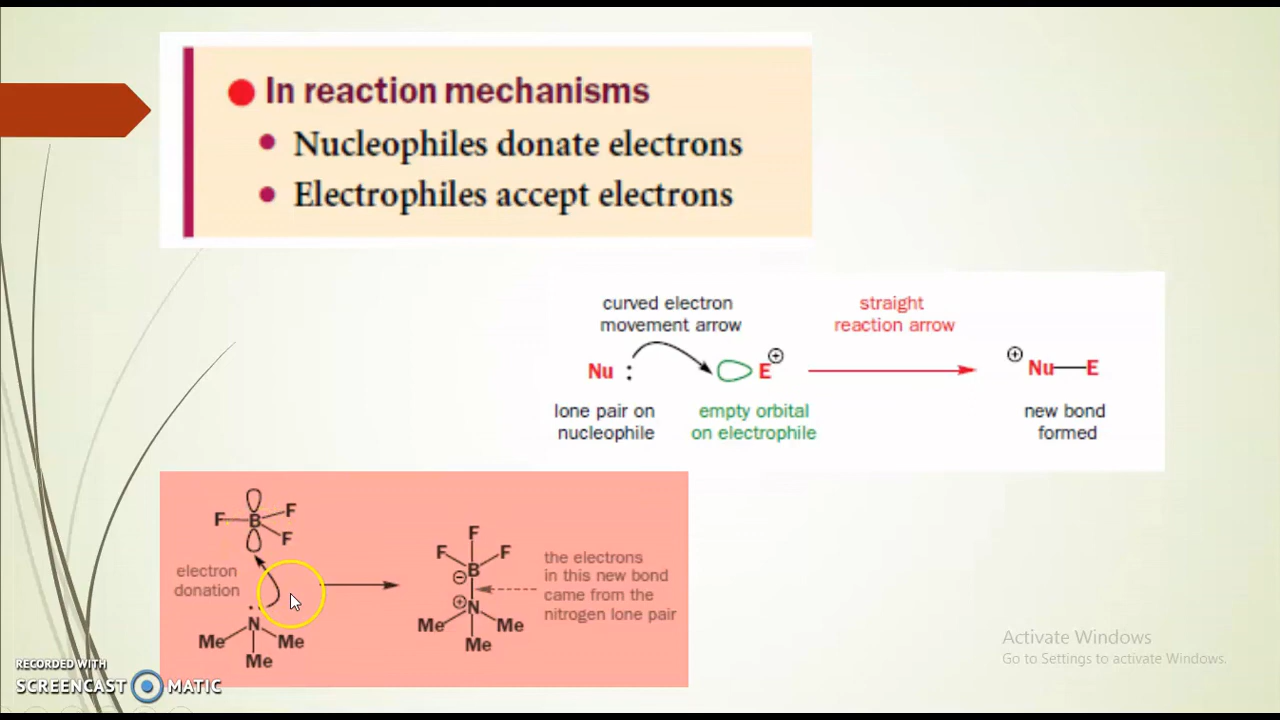 In reaction mechanisms
Nucleophiles donate electrons
Electrophiles accept electrons
curved electron
movement arrow
straight
reaction arrow
Nu : E ⊕
⊕ Nu—E
lone pair on
nucleophile
empty orbital
on electrophile
new bond
formed
F B F F
electron
donation
: N
Me Me
Me
F
F F
⊖ B
⊕ N
Me Me
Me
the electrons
in this new bond
came from the
nitrogen lone pair
Activate Windows
Go to Settings to activate Windows.
RECORDED WITH
SCREENCAST MATIC